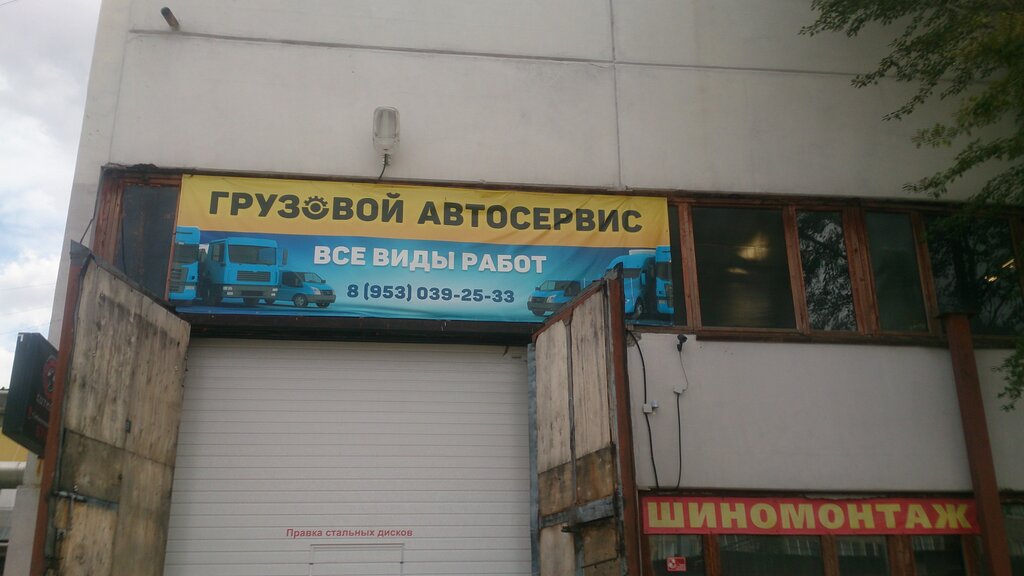 ГРУЗОВОЙ АВТОСЕРВИС
ВСЕ ВИДЫ РАБОТ
8 (953) 039-25-33
Правка стальных дисков
ШИНОМОНТАЖ